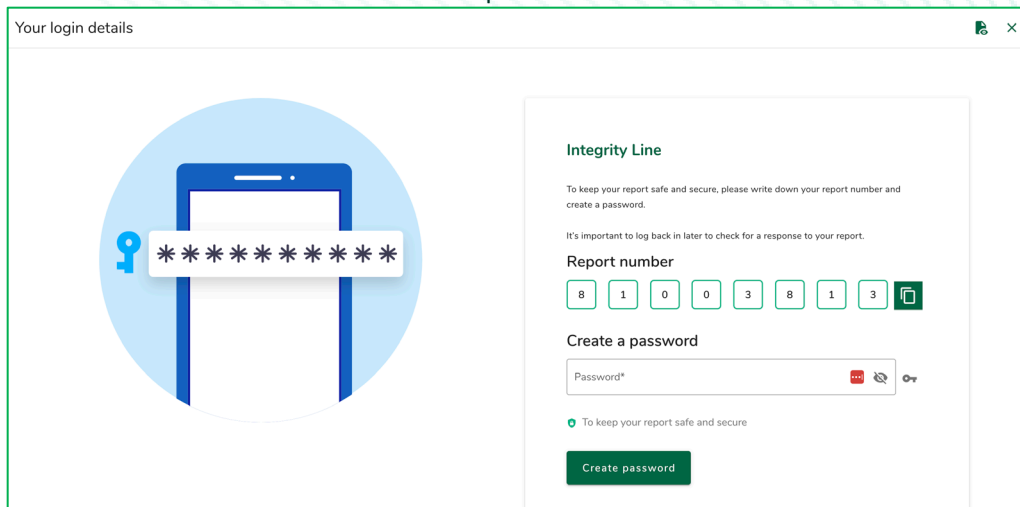 Your login details
**********
Integrity Line
To keep your report safe and secure, please write down your report number and
create a password.
It's important to log back in later to check for a response to your report.
Report number
8 1 0 0 3 8 1 3
Create a password
Password*
To keep your report safe and secure
Create password